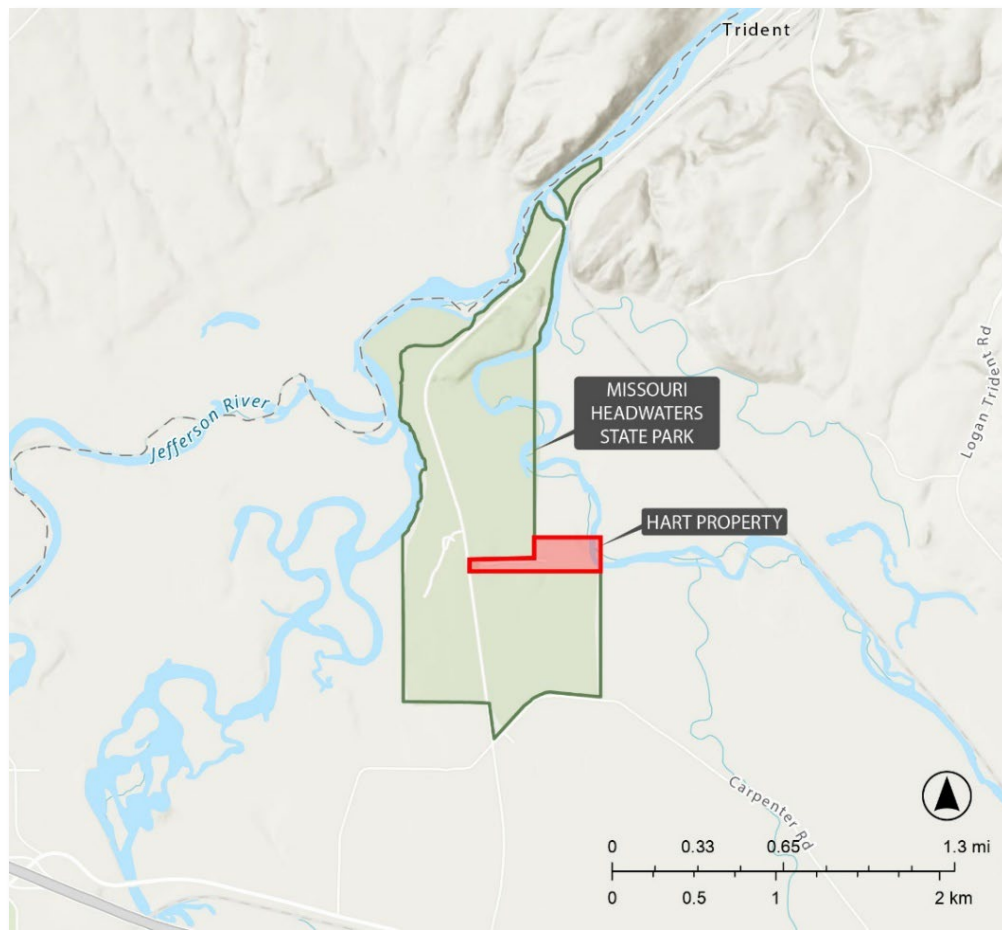 Trident
Jefferson River
MISSOURI
HEADWATERS
STATE PARK
Logan Trident Rd
HART PROPERTY
Carpenter Rd
0 0.33 0.65 1.3 mi
0 0.5 1 2 km